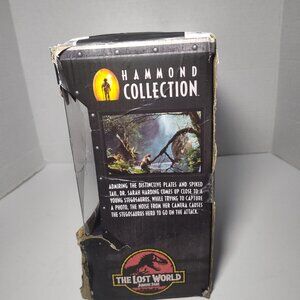 HAMMOND
COLLECTION
ADMIRING THE DISTINCTIVE PLATES AND SPIKED
TAIL, DR. SARAH HARDING COMES UP CLOSE TO A
YOUNG STEGOSAURUS. WHILE TRYING TO CAPTURE
A PHOTO, THE NOISE FROM HER CAMERA CAUSES
THE STEGOSAURUS HERD TO GO ON THE ATTACK.
THE LOST WORLD
JURASSIC PARK